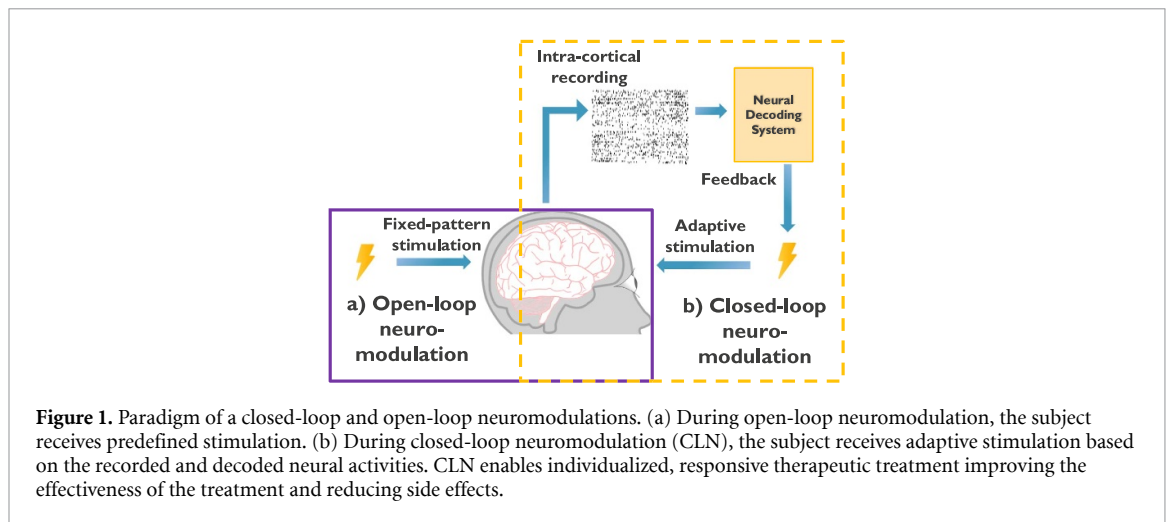 Intra-cortical
recording
Neural
Decoding
System
Feedback
Fixed-pattern
stimulation
Adaptive
stimulation
a) Open-loop
neuro-
modulation
b) Closed-loop
neuro-
modulation
Figure 1. Paradigm of a closed-loop and open-loop neuromodulations. (a) During open-loop neuromodulation, the subject
receives predefined stimulation. (b) During closed-loop neuromodulation (CLN), the subject receives adaptive stimulation based
on the recorded and decoded neural activities. CLN enables individualized, responsive therapeutic treatment improving the
effectiveness of the treatment and reducing side effects.